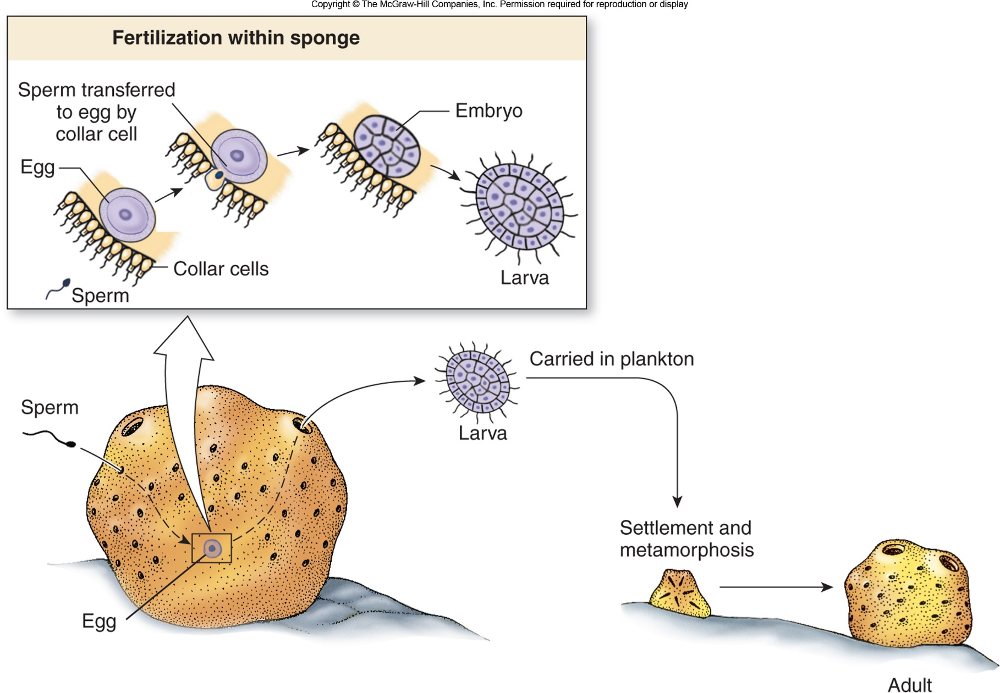 Copyright © The McGraw-Hill Companies, Inc. Permission required for reproduction or display
Fertilization within sponge
Sperm transferred
to egg by
collar cell
Embryo
Egg
Collar cells
Sperm
Larva
Sperm
Carried in plankton
Larva
Settlement and
metamorphosis
Egg
Adult